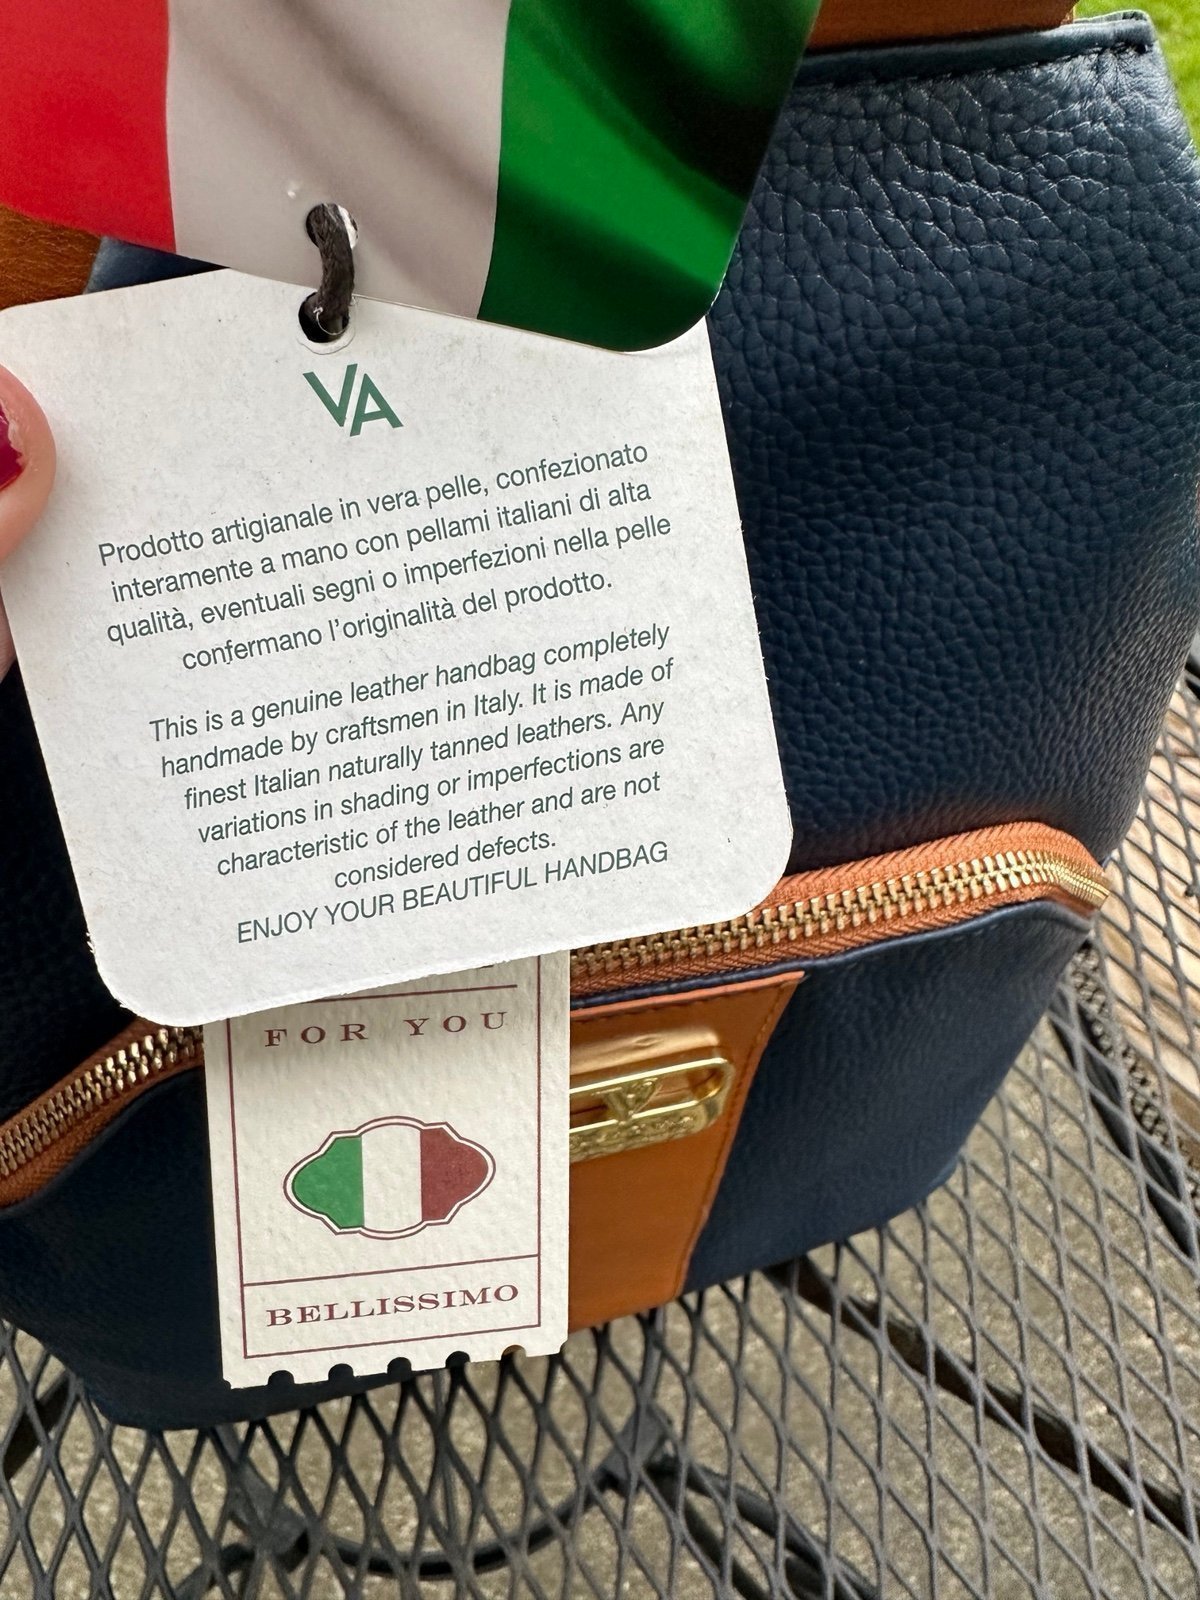 VA
Prodotto artigianale in vera pelle, confezionato
interamente a mano con pellami italiani di alta
qualità, eventuali segni o imperfezioni nella pelle
confermano l'originalità del prodotto.
This is a genuine leather handbag completely
handmade by craftsmen in Italy. It is made of
finest Italian naturally tanned leathers. Any
variations in shading or imperfections are
characteristic of the leather and are not
considered defects.
ENJOY YOUR BEAUTIFUL HANDBAG
FOR YOU
BELLISSIMO